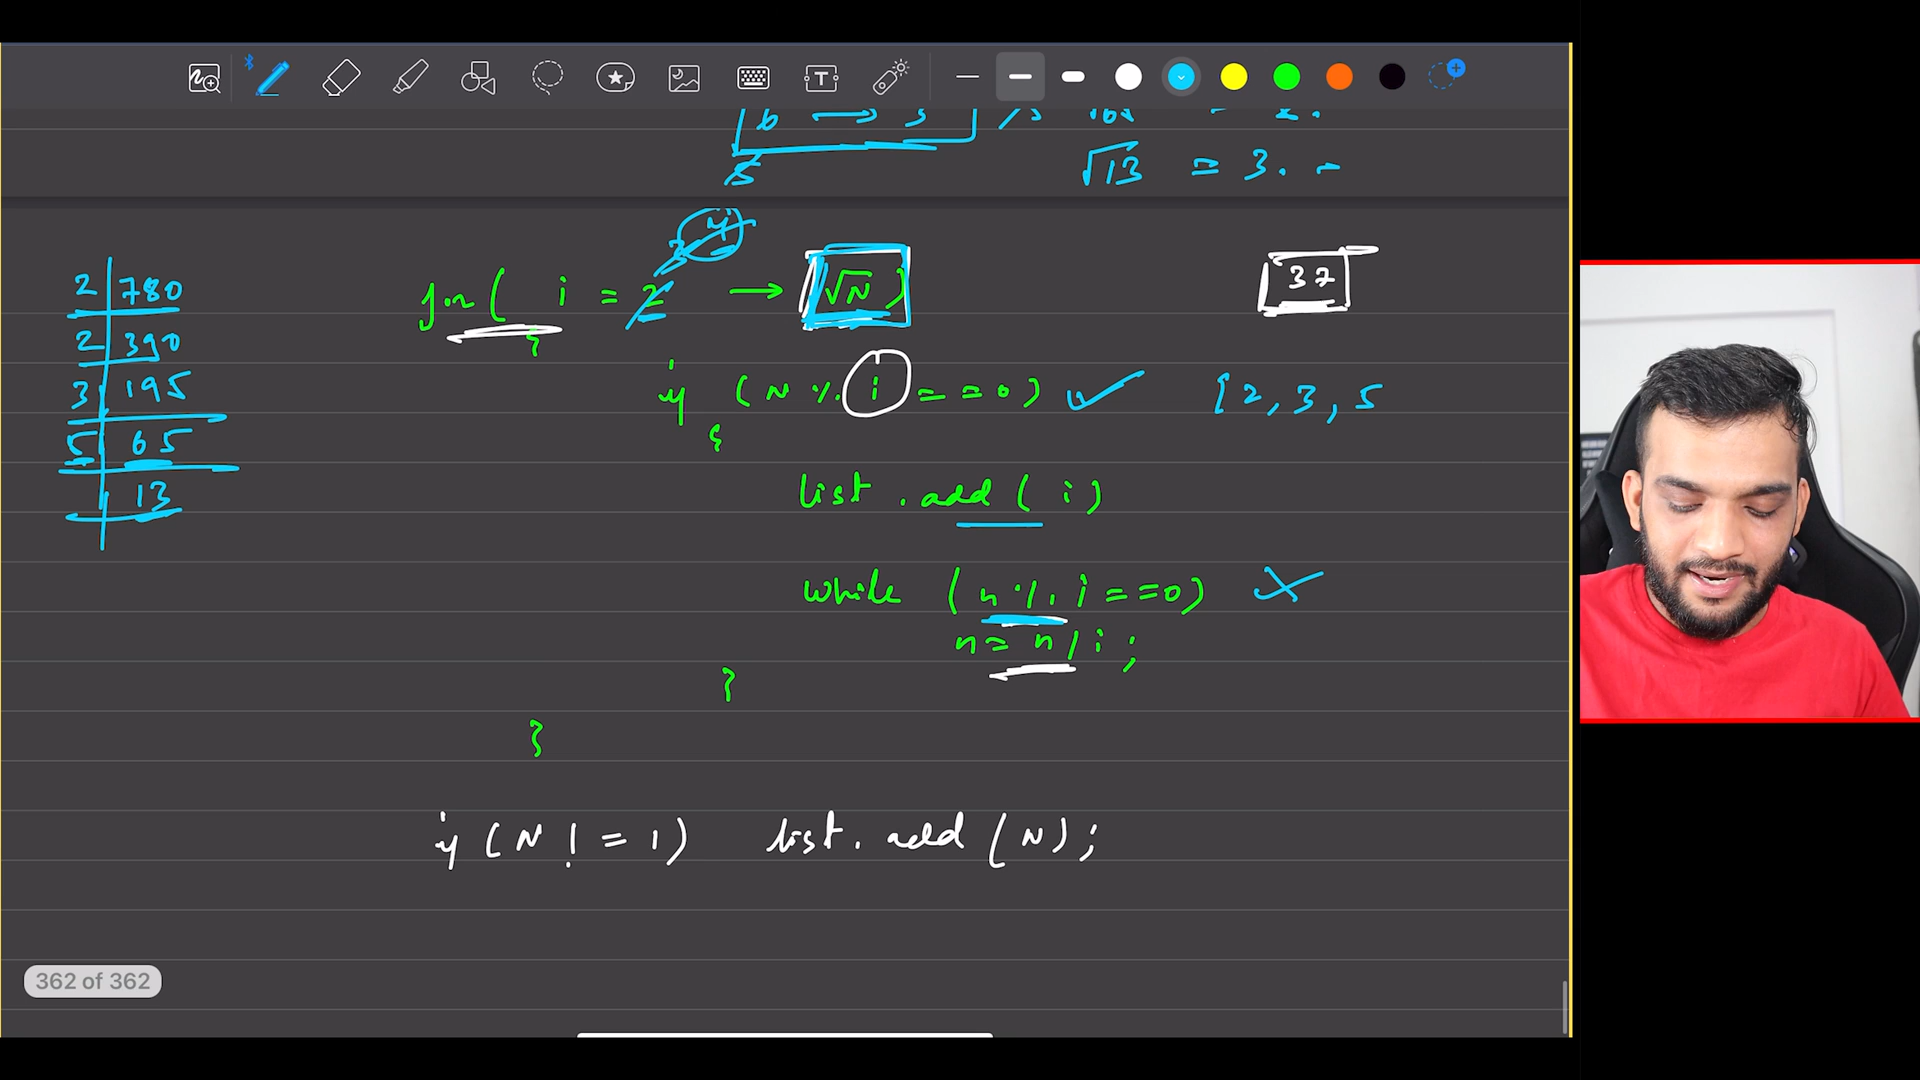 √13 = 3. -
2 780
2 390
3 195
5 65
13
for ( i = 2 → √N )
{
37
if ( N % i == 0 )
[ 2, 3, 5
{
list . add ( i )
while ( n % i == 0 )
n = n / i ;
}
}
if ( N ! = 1 ) list. add ( N ) ;
362 of 362